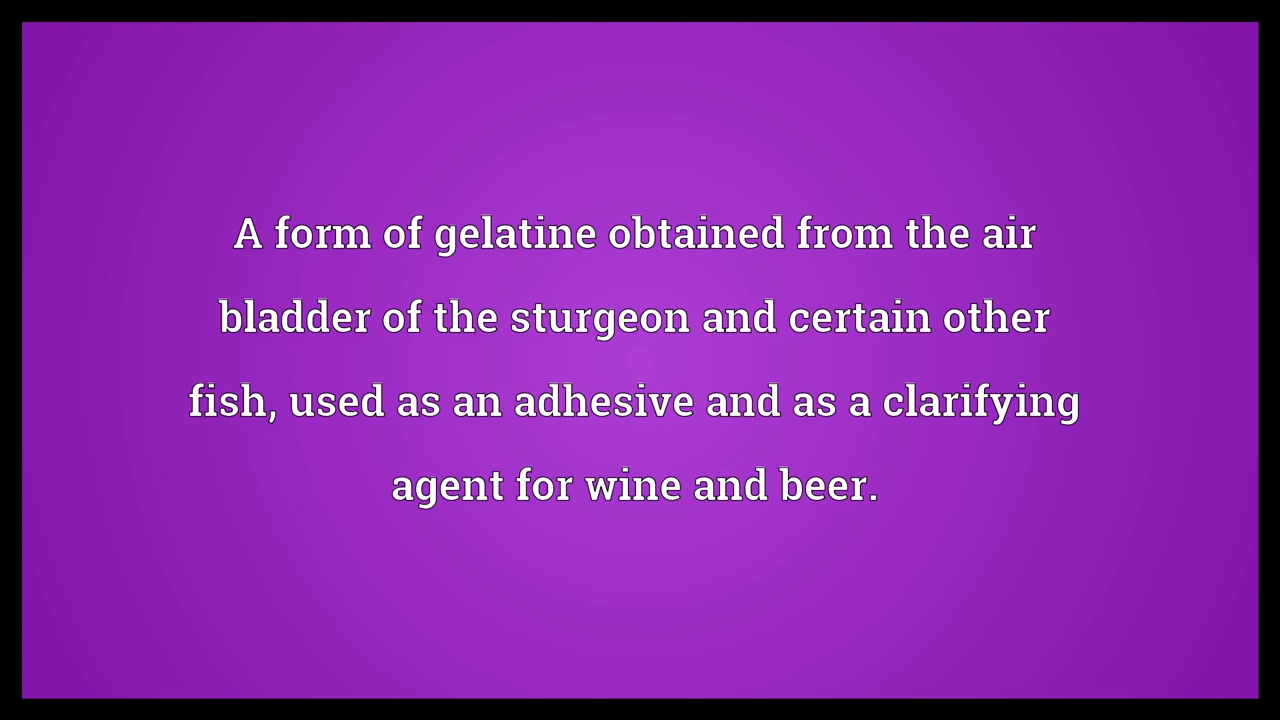 A form of gelatine obtained from the air
bladder of the sturgeon and certain other
fish, used as an adhesive and as a clarifying
agent for wine and beer.